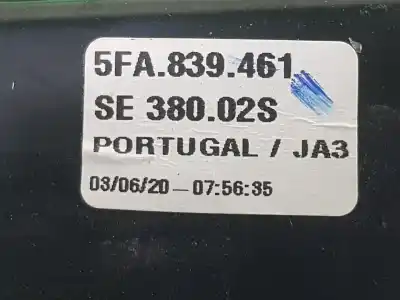 5FA.839.461
SE 380.02S
PORTUGAL / JA3
03/06/20—07:56:35